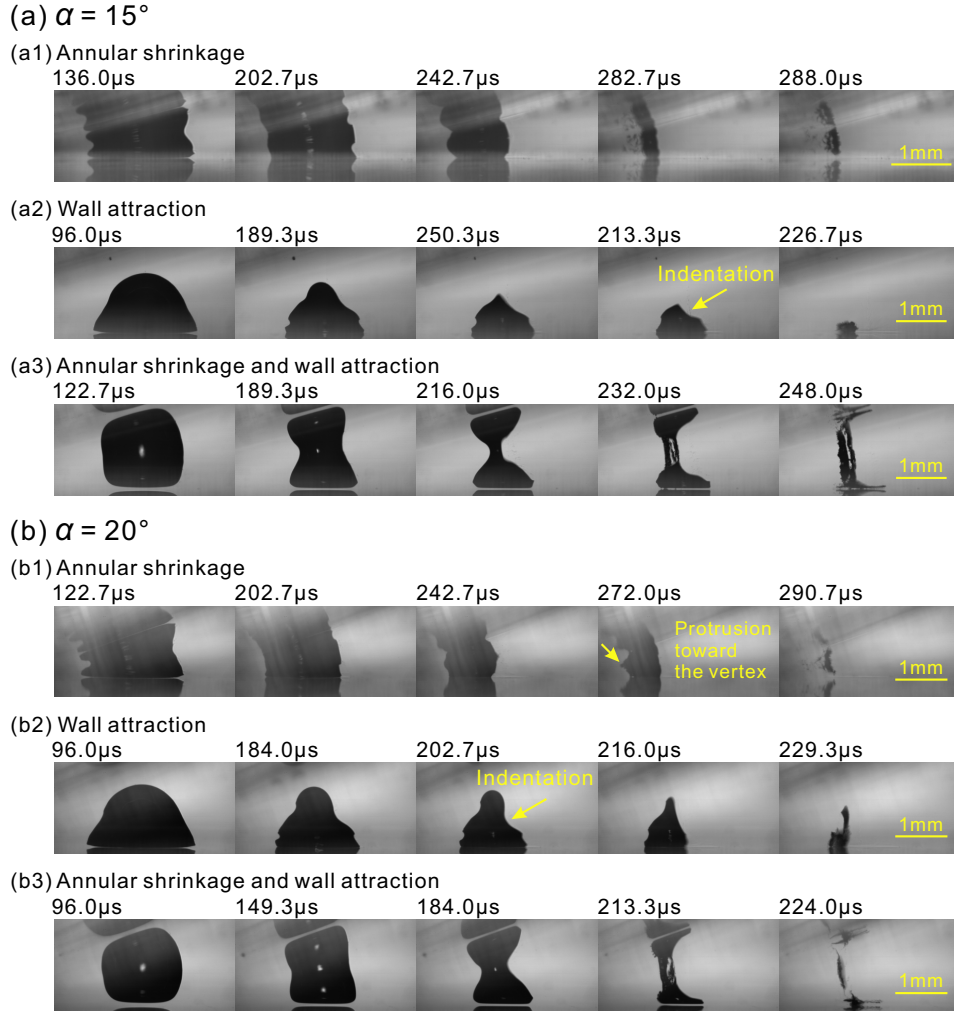 (a) α = 15°
(a1) Annular shrinkage
136.0µs 202.7µs 242.7µs 282.7µs 288.0µs
1mm
(a2) Wall attraction
96.0µs 189.3µs 250.3µs 213.3µs 226.7µs
Indentation
1mm
(a3) Annular shrinkage and wall attraction
122.7µs 189.3µs 216.0µs 232.0µs 248.0µs
1mm
(b) α = 20°
(b1) Annular shrinkage
122.7µs 202.7µs 242.7µs 272.0µs 290.7µs
Protrusion
toward
the vertex
1mm
(b2) Wall attraction
96.0µs 184.0µs 202.7µs 216.0µs 229.3µs
Indentation
1mm
(b3) Annular shrinkage and wall attraction
96.0µs 149.3µs 184.0µs 213.3µs 224.0µs
1mm